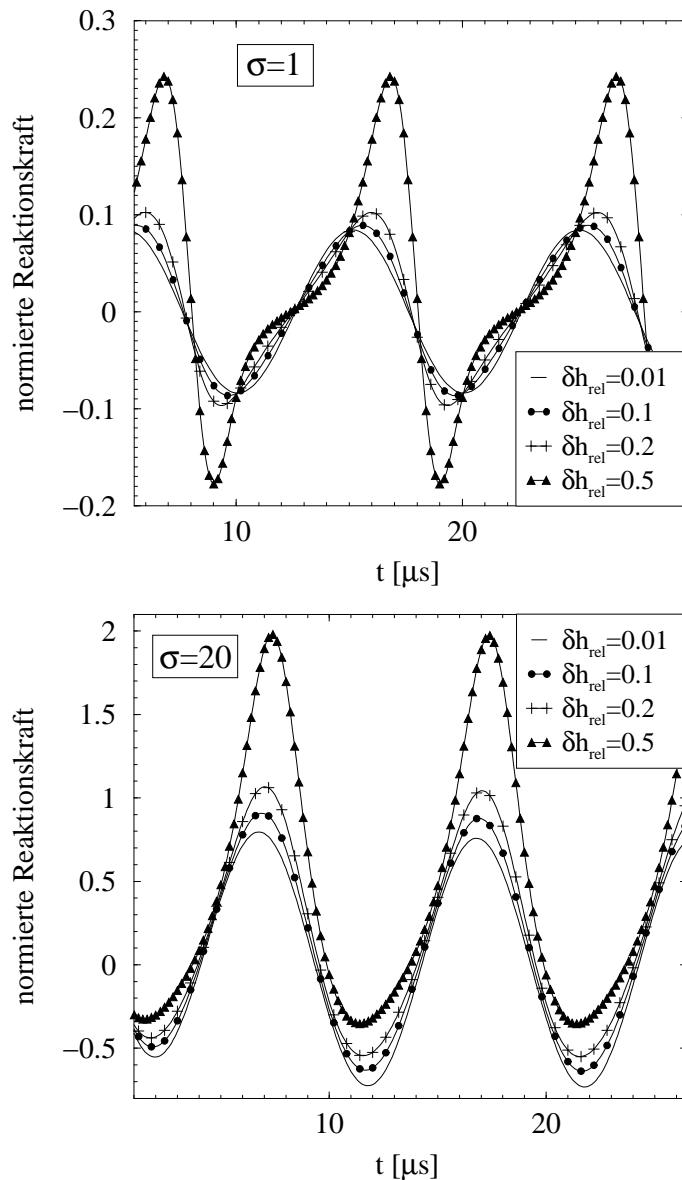 0.3
σ=1
0.2
0.1
0
−0.1
−0.2
normierte Reaktionskraft
δh_rel=0.01
δh_rel=0.1
δh_rel=0.2
δh_rel=0.5
10
20
t [μs]
2
σ=20
1.5
1
0.5
0
−0.5
normierte Reaktionskraft
δh_rel=0.01
δh_rel=0.1
δh_rel=0.2
δh_rel=0.5
10
20
t [μs]